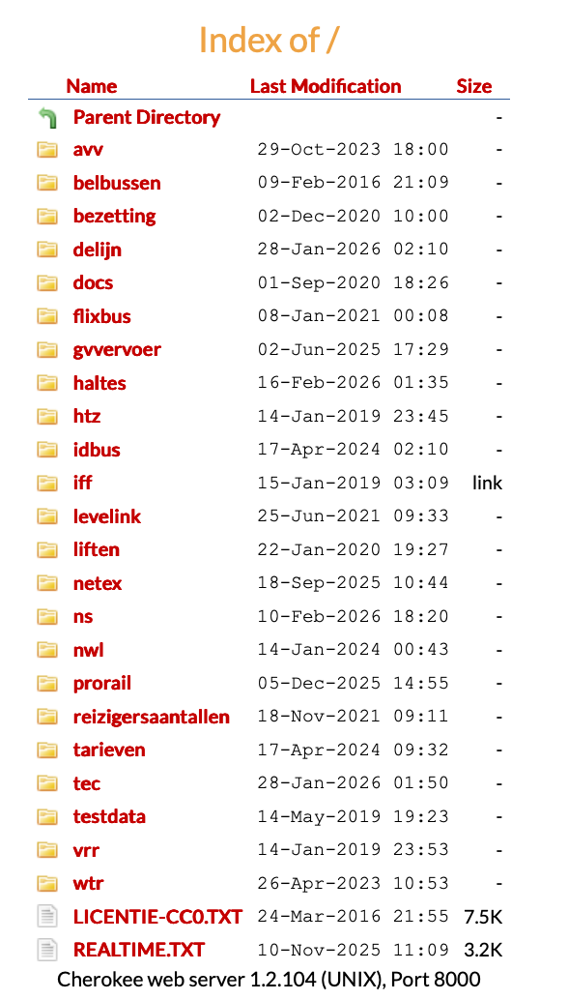 Index of /
Name Last Modification Size
Parent Directory -
avv 29-Oct-2023 18:00 -
belbussen 09-Feb-2016 21:09 -
bezetting 02-Dec-2020 10:00 -
delijn 28-Jan-2026 02:10 -
docs 01-Sep-2020 18:26 -
flixbus 08-Jan-2021 00:08 -
gvvervoer 02-Jun-2025 17:29 -
haltes 16-Feb-2026 01:35 -
htz 14-Jan-2019 23:45 -
idbus 17-Apr-2024 02:10 -
iff 15-Jan-2019 03:09 link
levelink 25-Jun-2021 09:33 -
liften 22-Jan-2020 19:27 -
netex 18-Sep-2025 10:44 -
ns 10-Feb-2026 18:20 -
nwl 14-Jan-2024 00:43 -
prorail 05-Dec-2025 14:55 -
reizigersaantallen 18-Nov-2021 09:11 -
tarieven 17-Apr-2024 09:32 -
tec 28-Jan-2026 01:50 -
testdata 14-May-2019 19:23 -
vrr 14-Jan-2019 23:53 -
wtr 26-Apr-2023 10:53 -
LICENTIE-CC0.TXT 24-Mar-2016 21:55 7.5K
REALTIME.TXT 10-Nov-2025 11:09 3.2K
Cherokee web server 1.2.104 (UNIX), Port 8000